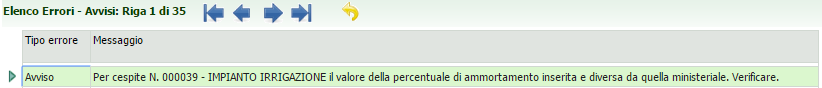 Elenco Errori - Avvisi: Riga 1 di 35
Tipo errore Messaggio
Avviso Per cespite N. 000039 - IMPIANTO IRRIGAZIONE il valore della percentuale di ammortamento inserita e diversa da quella ministeriale. Verificare.